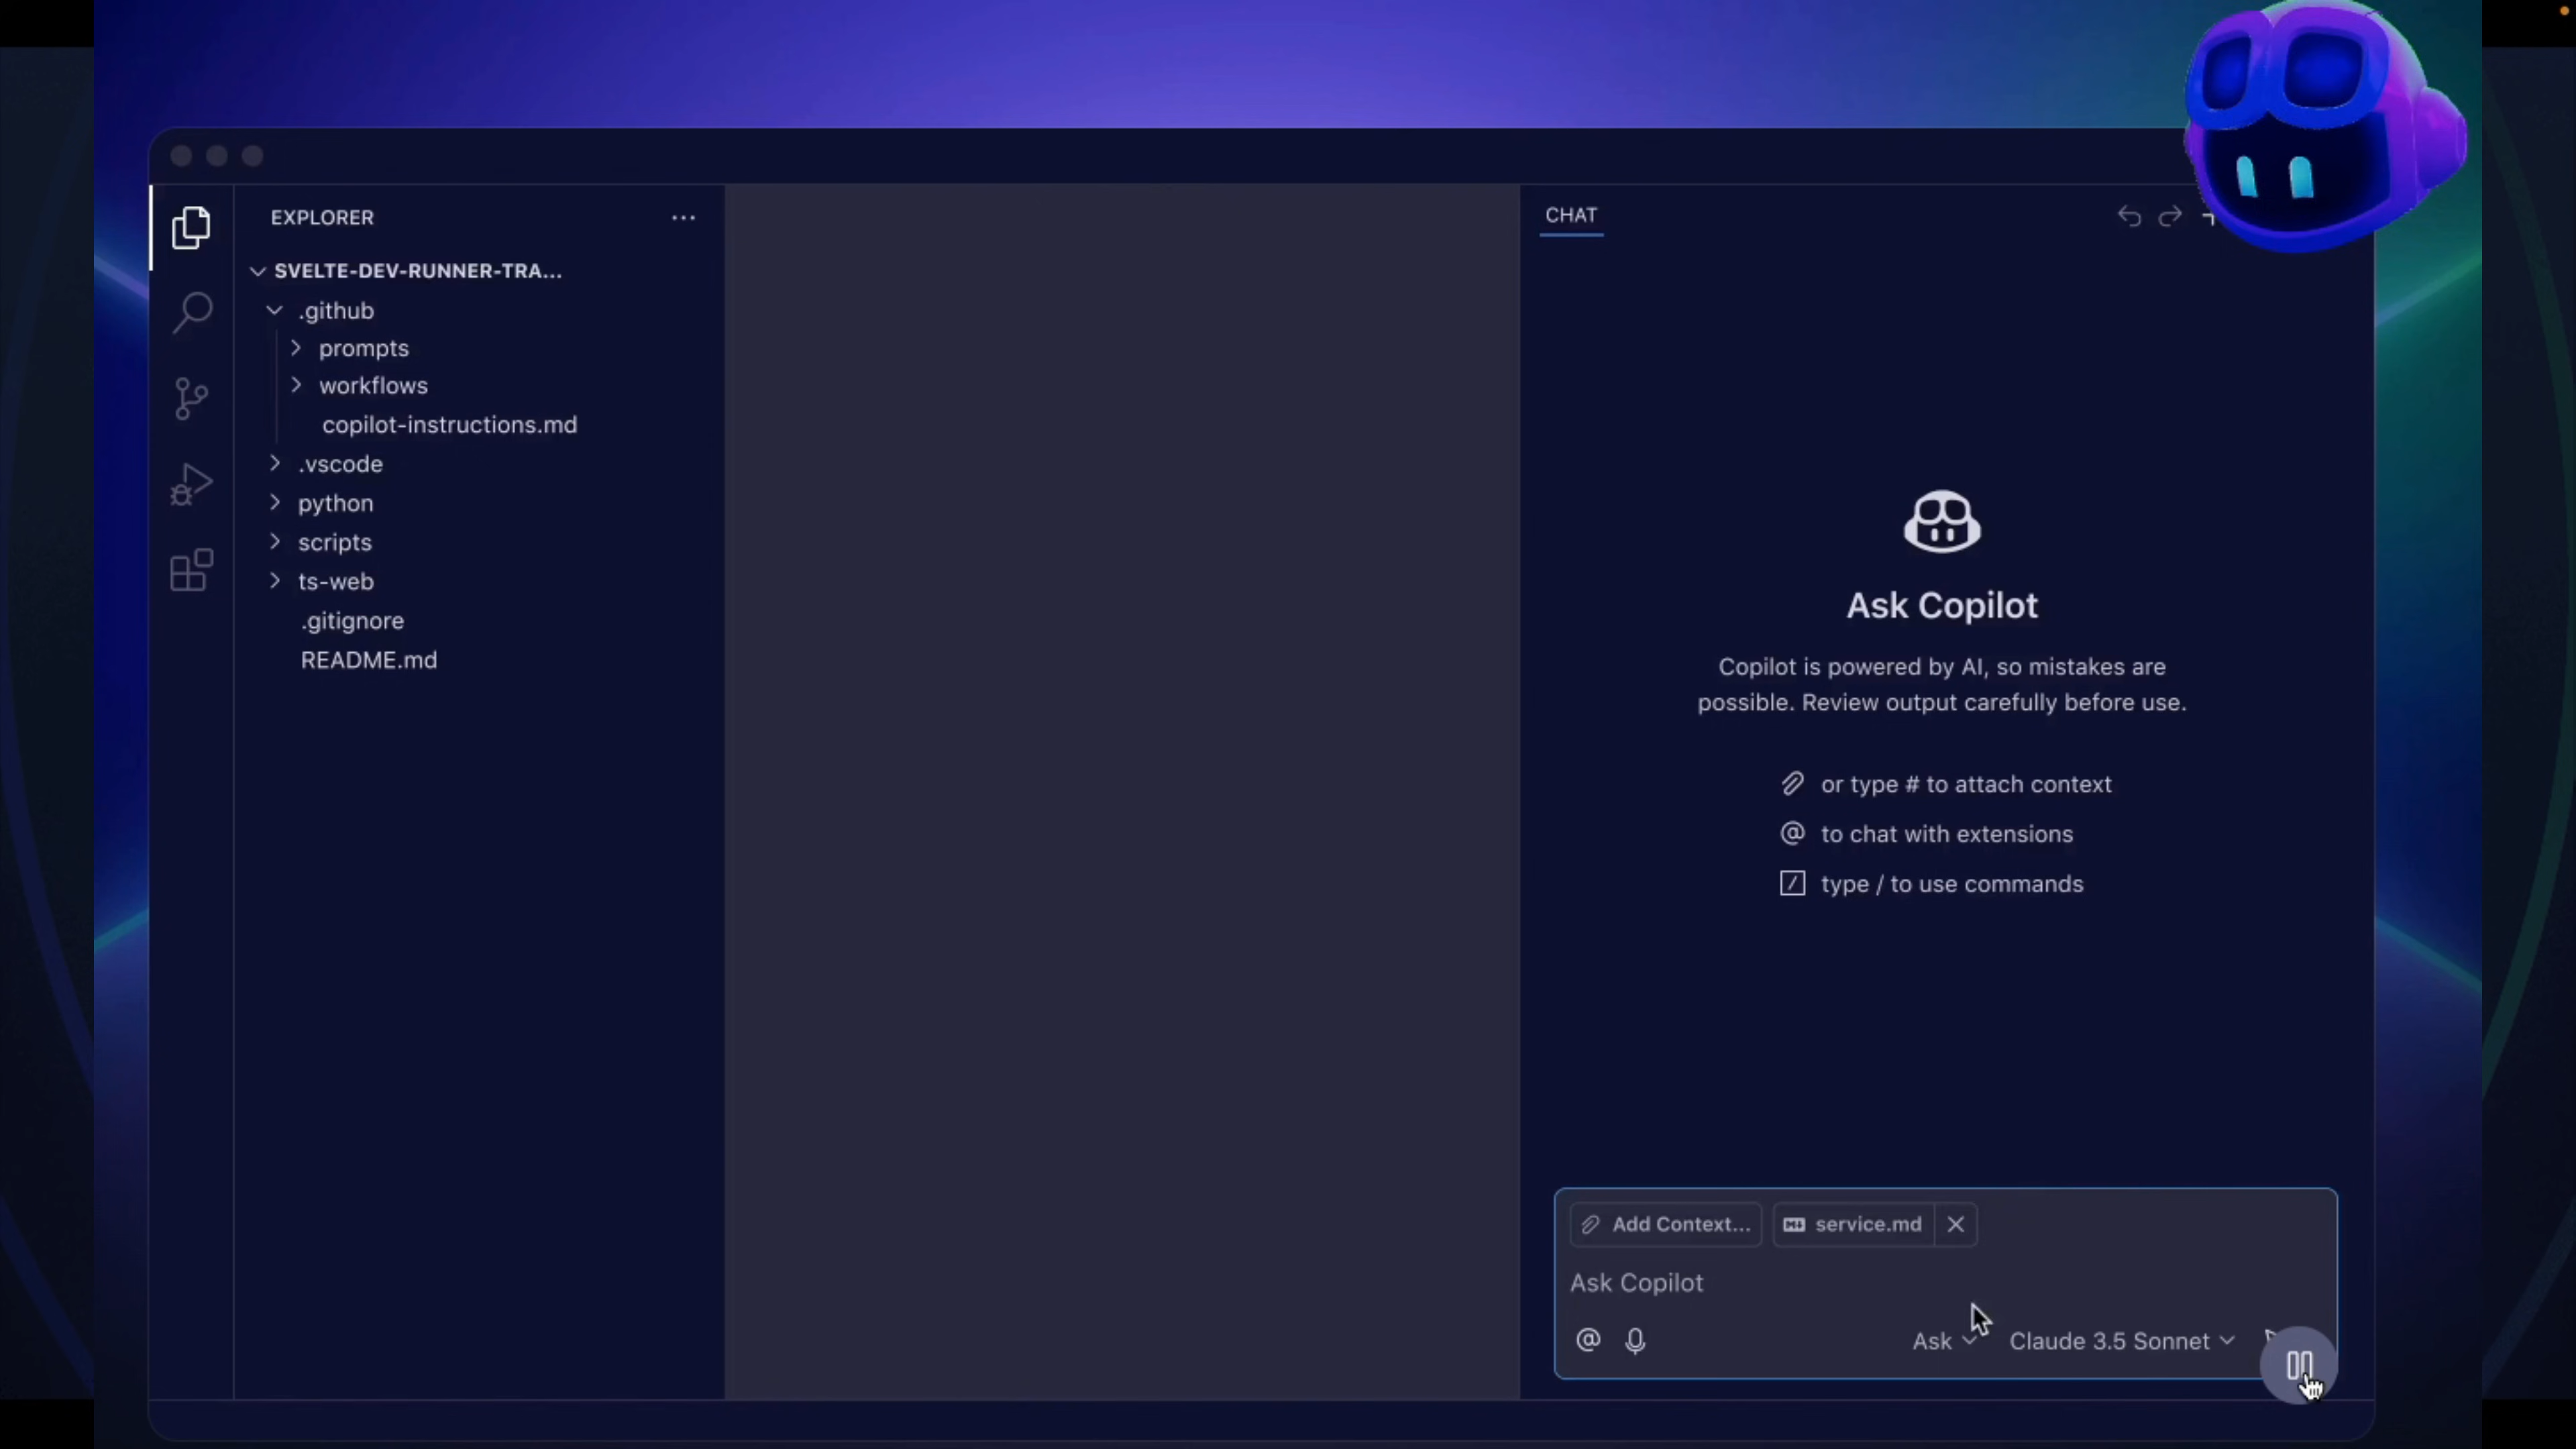 EXPLORER
SVELTE-DEV-RUNNER-TRA...
.github
prompts
workflows
copilot-instructions.md
.vscode
python
scripts
ts-web
.gitignore
README.md
CHAT
Ask Copilot
Copilot is powered by AI, so mistakes are
possible. Review output carefully before use.
or type # to attach context
@ to chat with extensions
type / to use commands
Add Context... service.md
Ask Copilot
@ Ask Claude 3.5 Sonnet